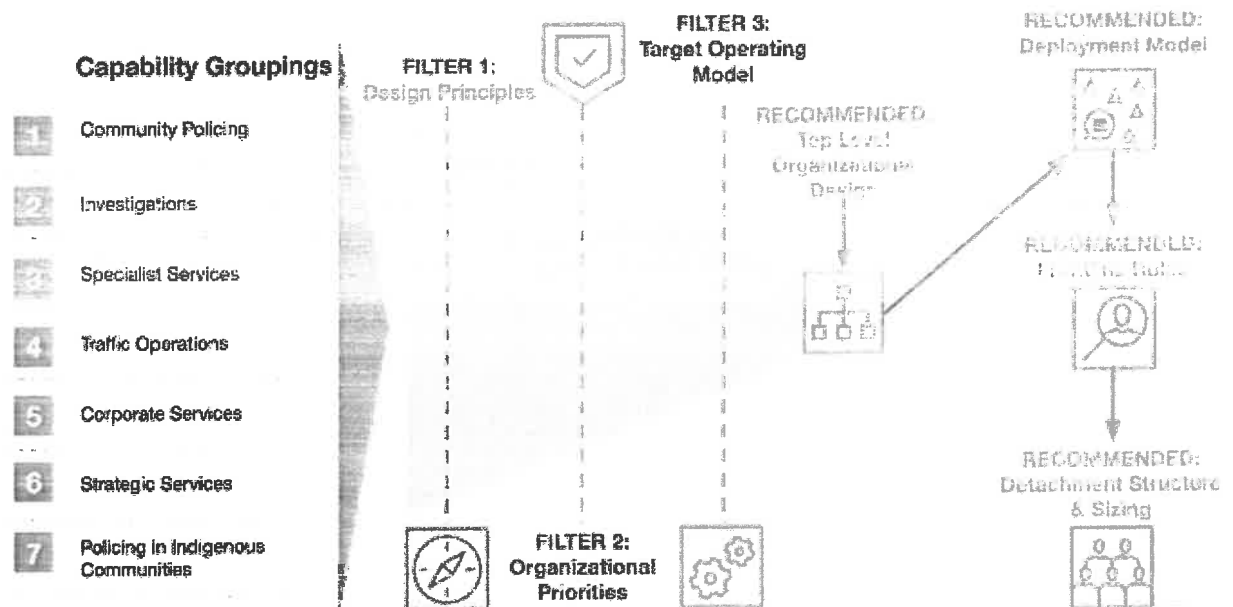 Capability Groupings
1
Community Policing
2
Investigations
3
Specialist Services
4
Traffic Operations
5
Corporate Services
6
Strategic Services
7
Policing in Indigenous
Communities
FILTER 1:
Design Principles
FILTER 2:
Organizational
Priorities
FILTER 3:
Target Operating
Model
RECOMMENDED:
Top Level
Organizational
Design
RECOMMENDED:
Deployment Model
RECOMMENDED:
RECOMMENDED:
Detachment Structure
& Sizing